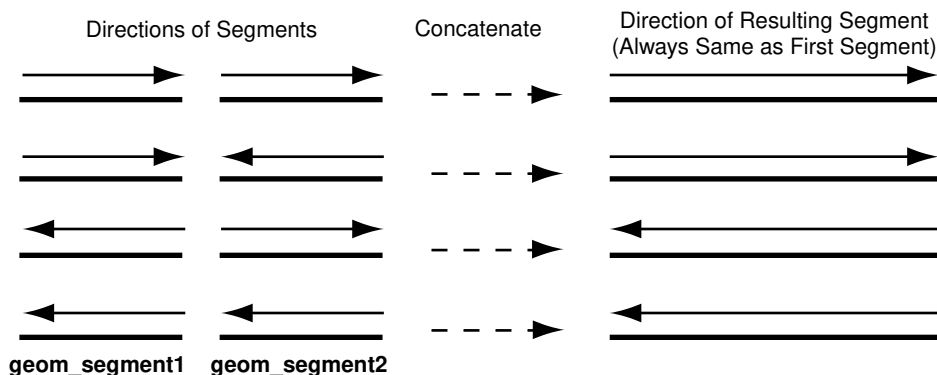 Directions of Segments
Concatenate
Direction of Resulting Segment
(Always Same as First Segment)
geom_segment1
geom_segment2